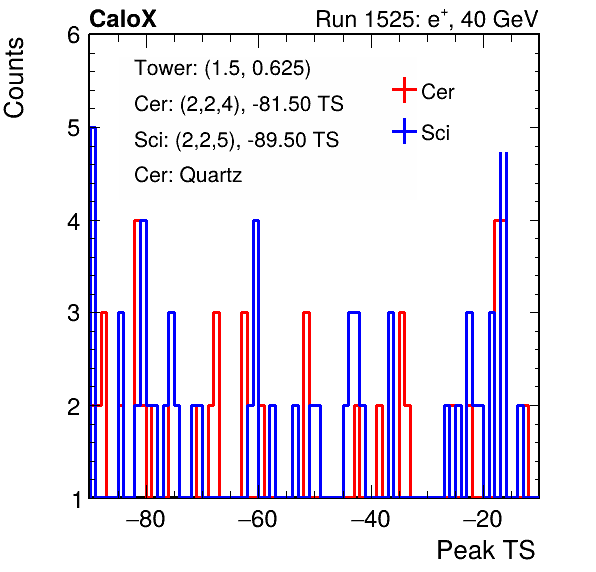 CaloX Run 1525: e⁺, 40 GeV
Counts
Tower: (1.5, 0.625)
Cer: (2,2,4), -81.50 TS
Sci: (2,2,5), -89.50 TS
Cer: Quartz
Cer
Sci
6
5
4
3
2
1
−80 −60 −40 −20
Peak TS